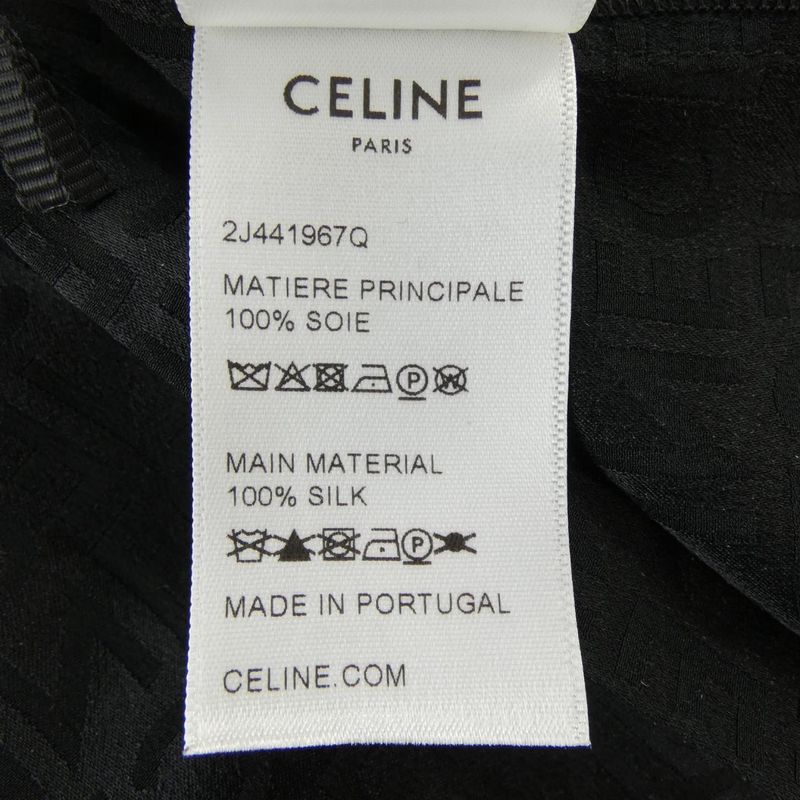 CELINE
PARIS
2J441967Q
MATIERE PRINCIPALE
100% SOIE
P W
MAIN MATERIAL
100% SILK
P
MADE IN PORTUGAL
CELINE.COM